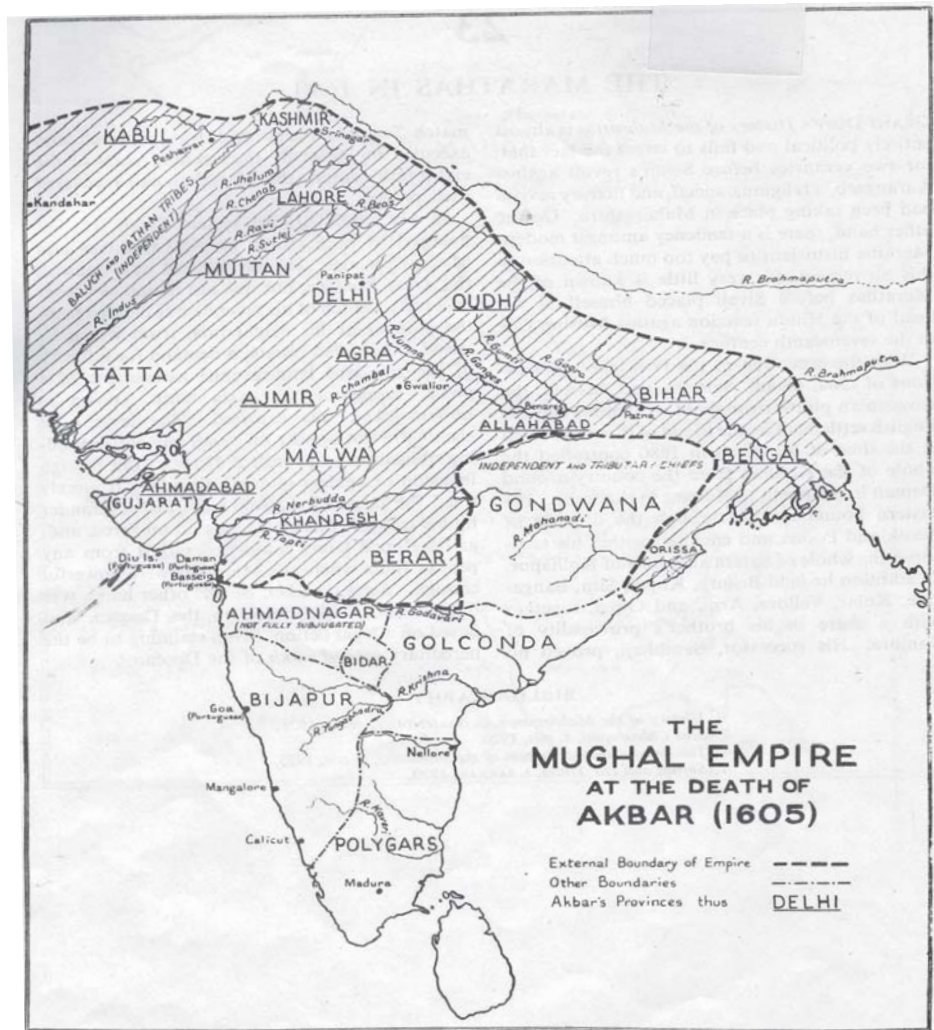 KABUL
KASHMIR
Srinagar
Peshawar
Kandahar
BALUCH AND PATHAN TRIBES
(INDEPENDENT)
R. Jhelum
R. Chenab
LAHORE
R. Beas
R. Ravi
R. Sutlej
MULTAN
R. Indus
Panipat
DELHI
OUDH
R. Brahmaputra
TATTA
AGRA
R. Jumna
R. Ganges
R. Gumti
R. Gogra
R. Brahmaputra
AJMIR
R. Chambal
Gwalior
BIHAR
Benares
Patna
ALLAHABAD
MALWA
INDEPENDENT AND TRIBUTARY CHIEFS
BENGAL
AHMADABAD
(GUJARAT)
R. Nerbudda
GONDWANA
KHANDESH
R. Mahanadi
R. Tapti
BERAR
ORISSA
Diu Is.
(Portuguese)
Daman
(Portuguese)
Bassein
(Portuguese)
AHMADNAGAR
(NOT FULLY SUBJUGATED)
R. Godavari
GOLCONDA
BIDAR
BIJAPUR
R. Krishna
Goa
(Portuguese)
R. Tungabhadra
Nellore
Mangalore
R. Kaveri
Calicut
POLYGARS
Madura
THE
MUGHAL EMPIRE
AT THE DEATH OF
AKBAR (1605)
External Boundary of Empire
Other Boundaries
Akbar's Provinces thus DELHI